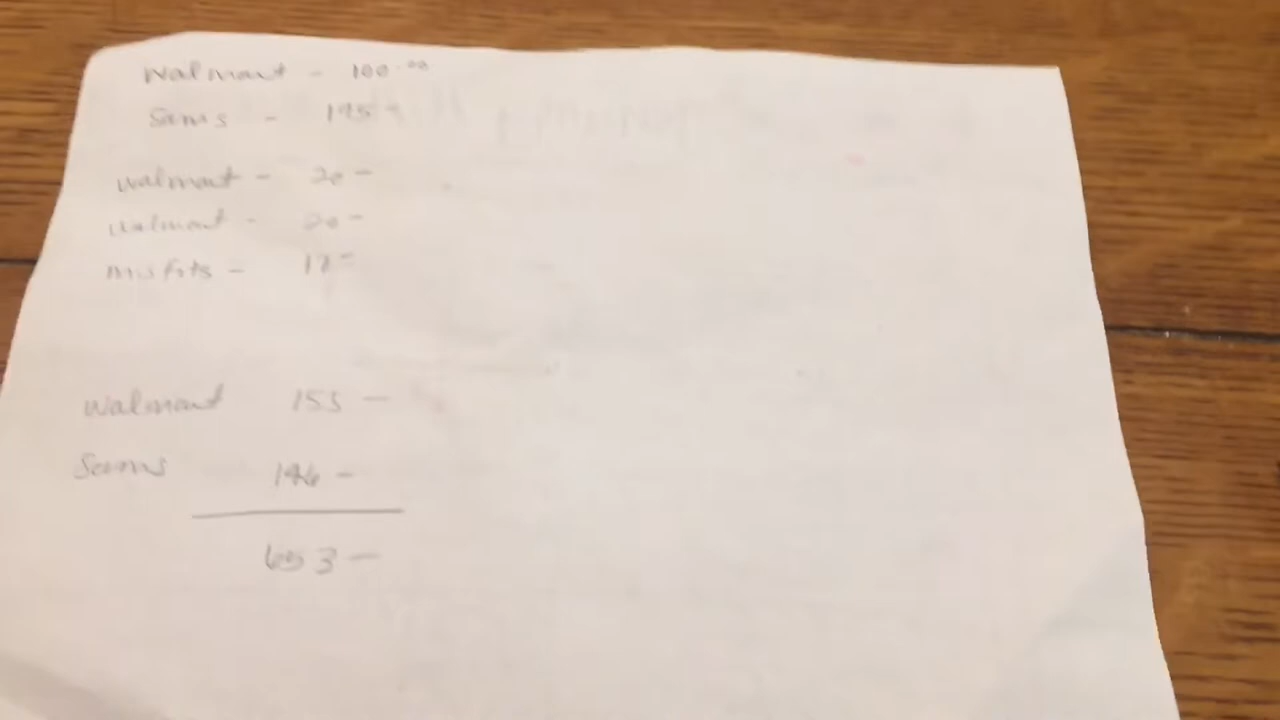 Walmart - 100.00
Sams - 195 -
Walmart - 20 -
Walmart - 20 -
Misfits - 17 -
Walmart 155 -
Sams 146 -
653 -